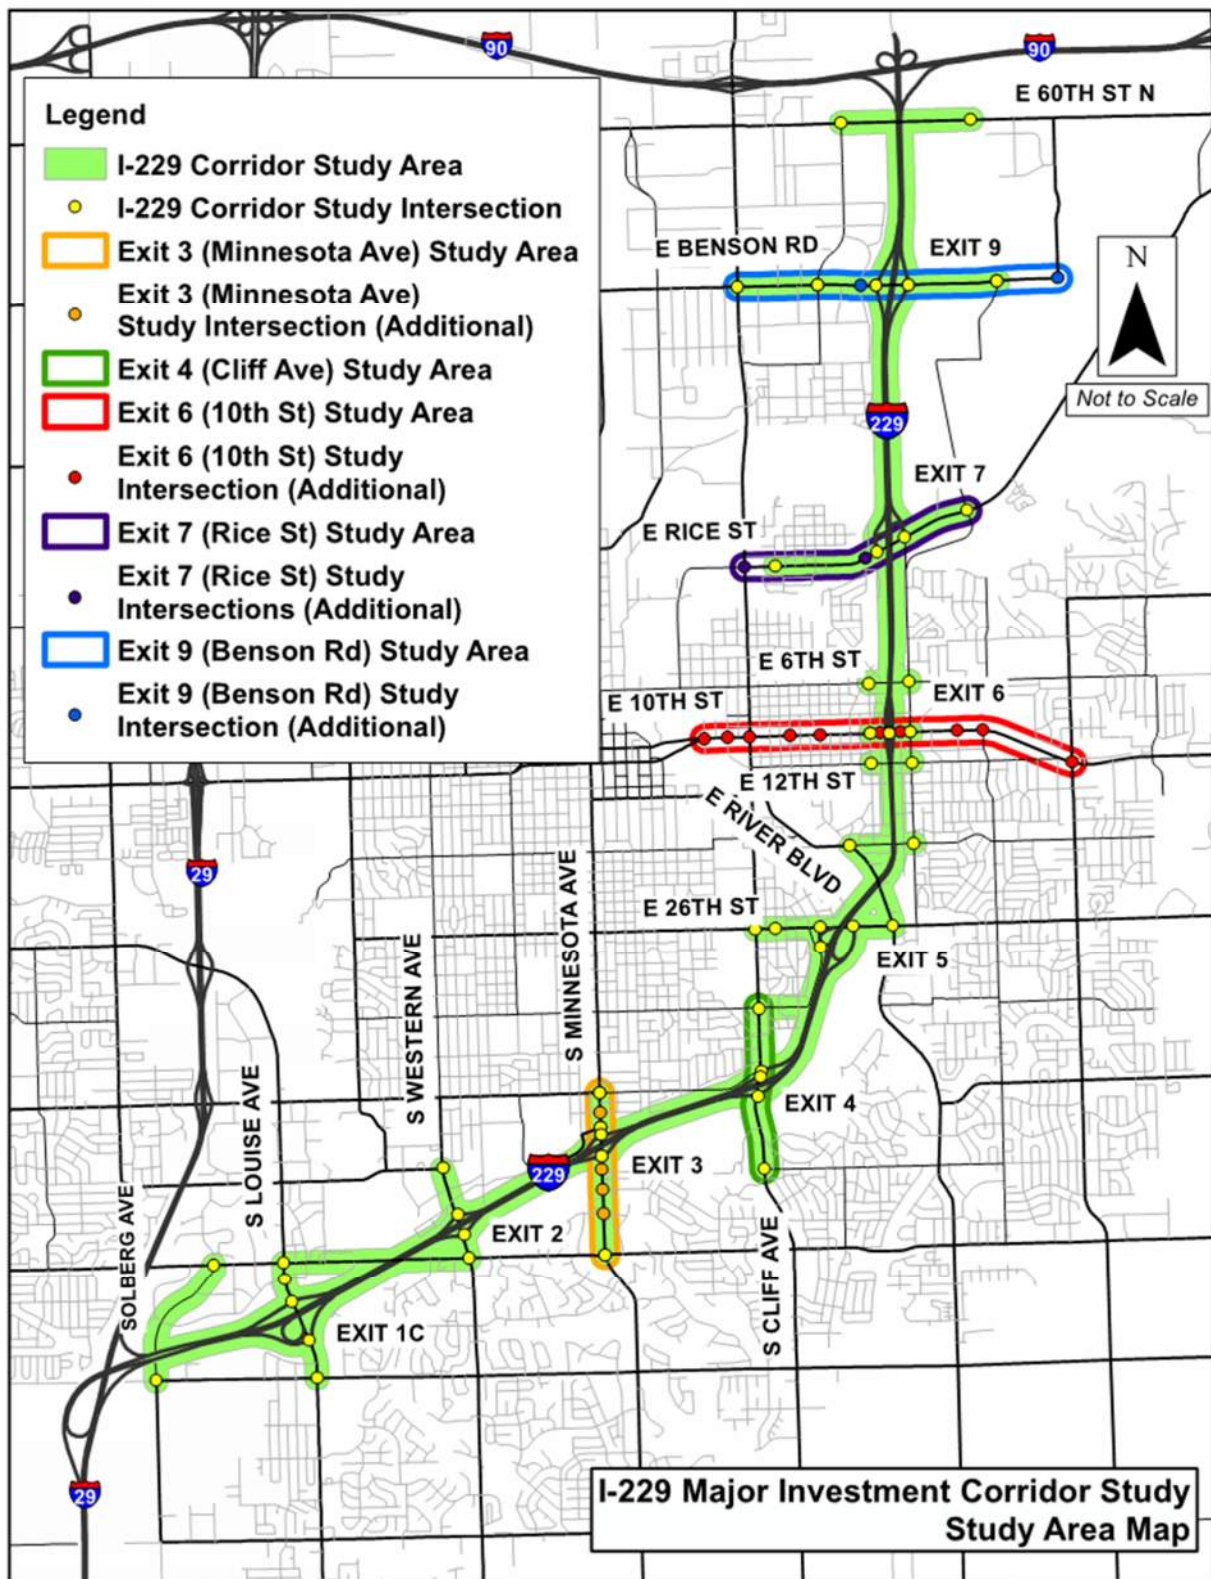 90
90
E 60TH ST N
Legend
I-229 Corridor Study Area
I-229 Corridor Study Intersection
Exit 3 (Minnesota Ave) Study Area
Exit 3 (Minnesota Ave)
Study Intersection (Additional)
Exit 4 (Cliff Ave) Study Area
Exit 6 (10th St) Study Area
Exit 6 (10th St) Study
Intersection (Additional)
Exit 7 (Rice St) Study Area
Exit 7 (Rice St) Study
Intersections (Additional)
Exit 9 (Benson Rd) Study Area
Exit 9 (Benson Rd) Study
Intersection (Additional)
E BENSON RD
EXIT 9
N
Not to Scale
229
EXIT 7
E RICE ST
E 6TH ST
EXIT 6
E 10TH ST
E 12TH ST
E RIVER BLVD
29
S MINNESOTA AVE
E 26TH ST
S WESTERN AVE
EXIT 5
S LOUISE AVE
EXIT 4
229
EXIT 3
SOLBERG AVE
EXIT 2
S CLIFF AVE
EXIT 1C
29
I-229 Major Investment Corridor Study
Study Area Map